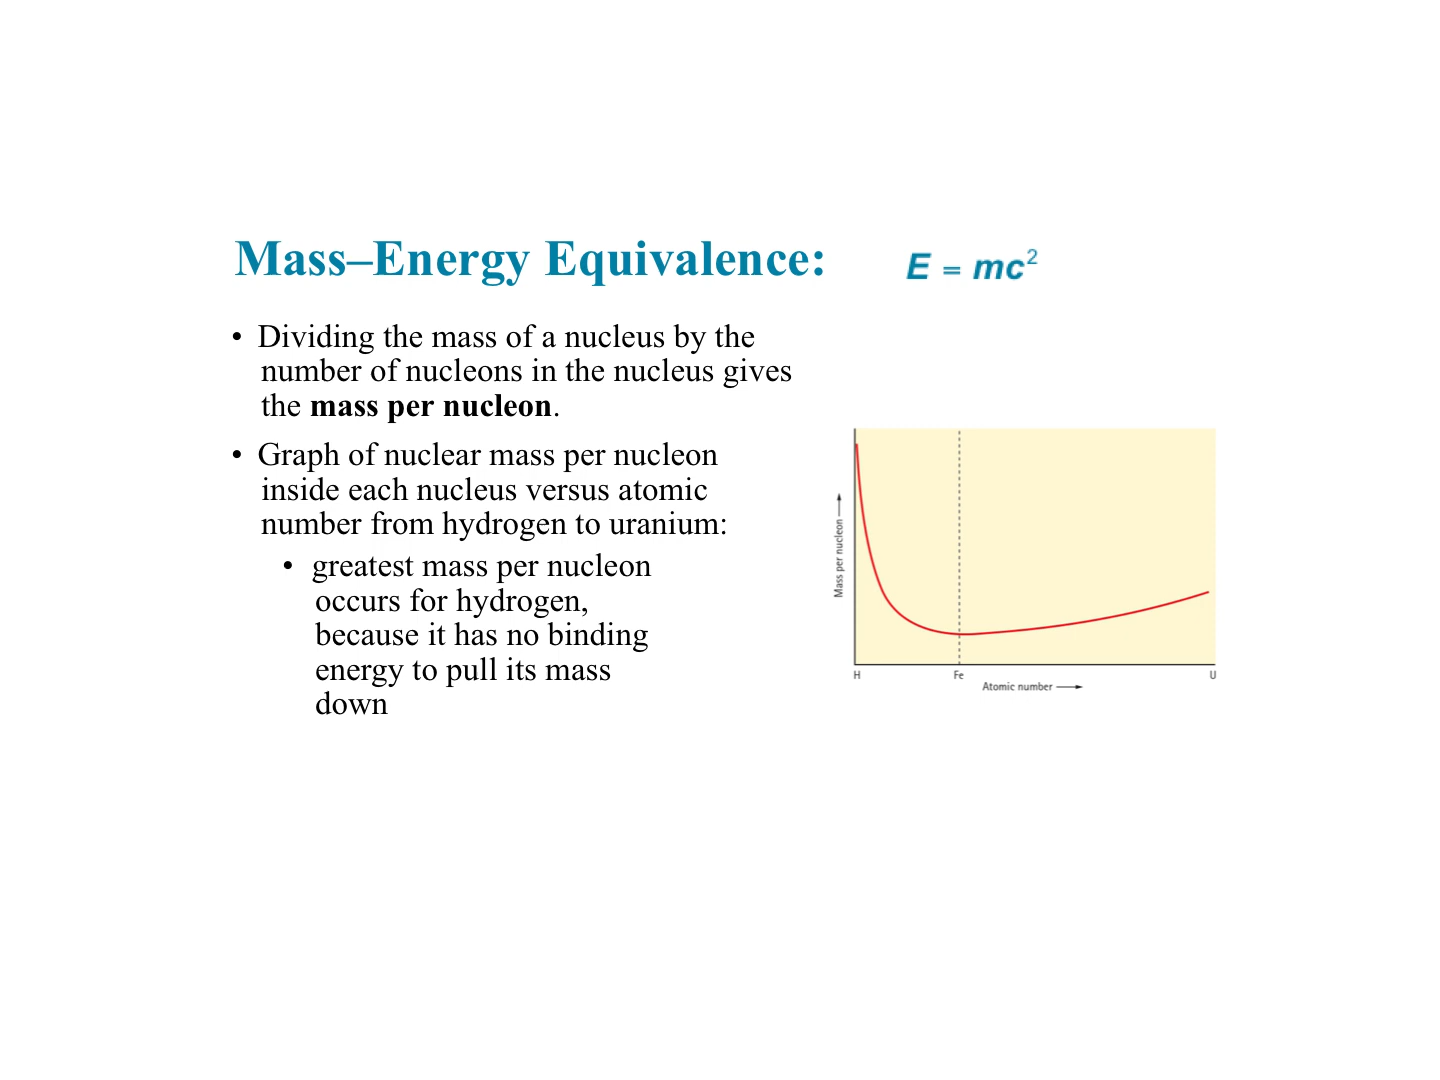 Mass–Energy Equivalence:
E = mc²
• Dividing the mass of a nucleus by the
number of nucleons in the nucleus gives
the mass per nucleon.
• Graph of nuclear mass per nucleon
inside each nucleus versus atomic
number from hydrogen to uranium:
• greatest mass per nucleon
occurs for hydrogen,
because it has no binding
energy to pull its mass
down
Mass per nucleon
H
Fe
U
Atomic number